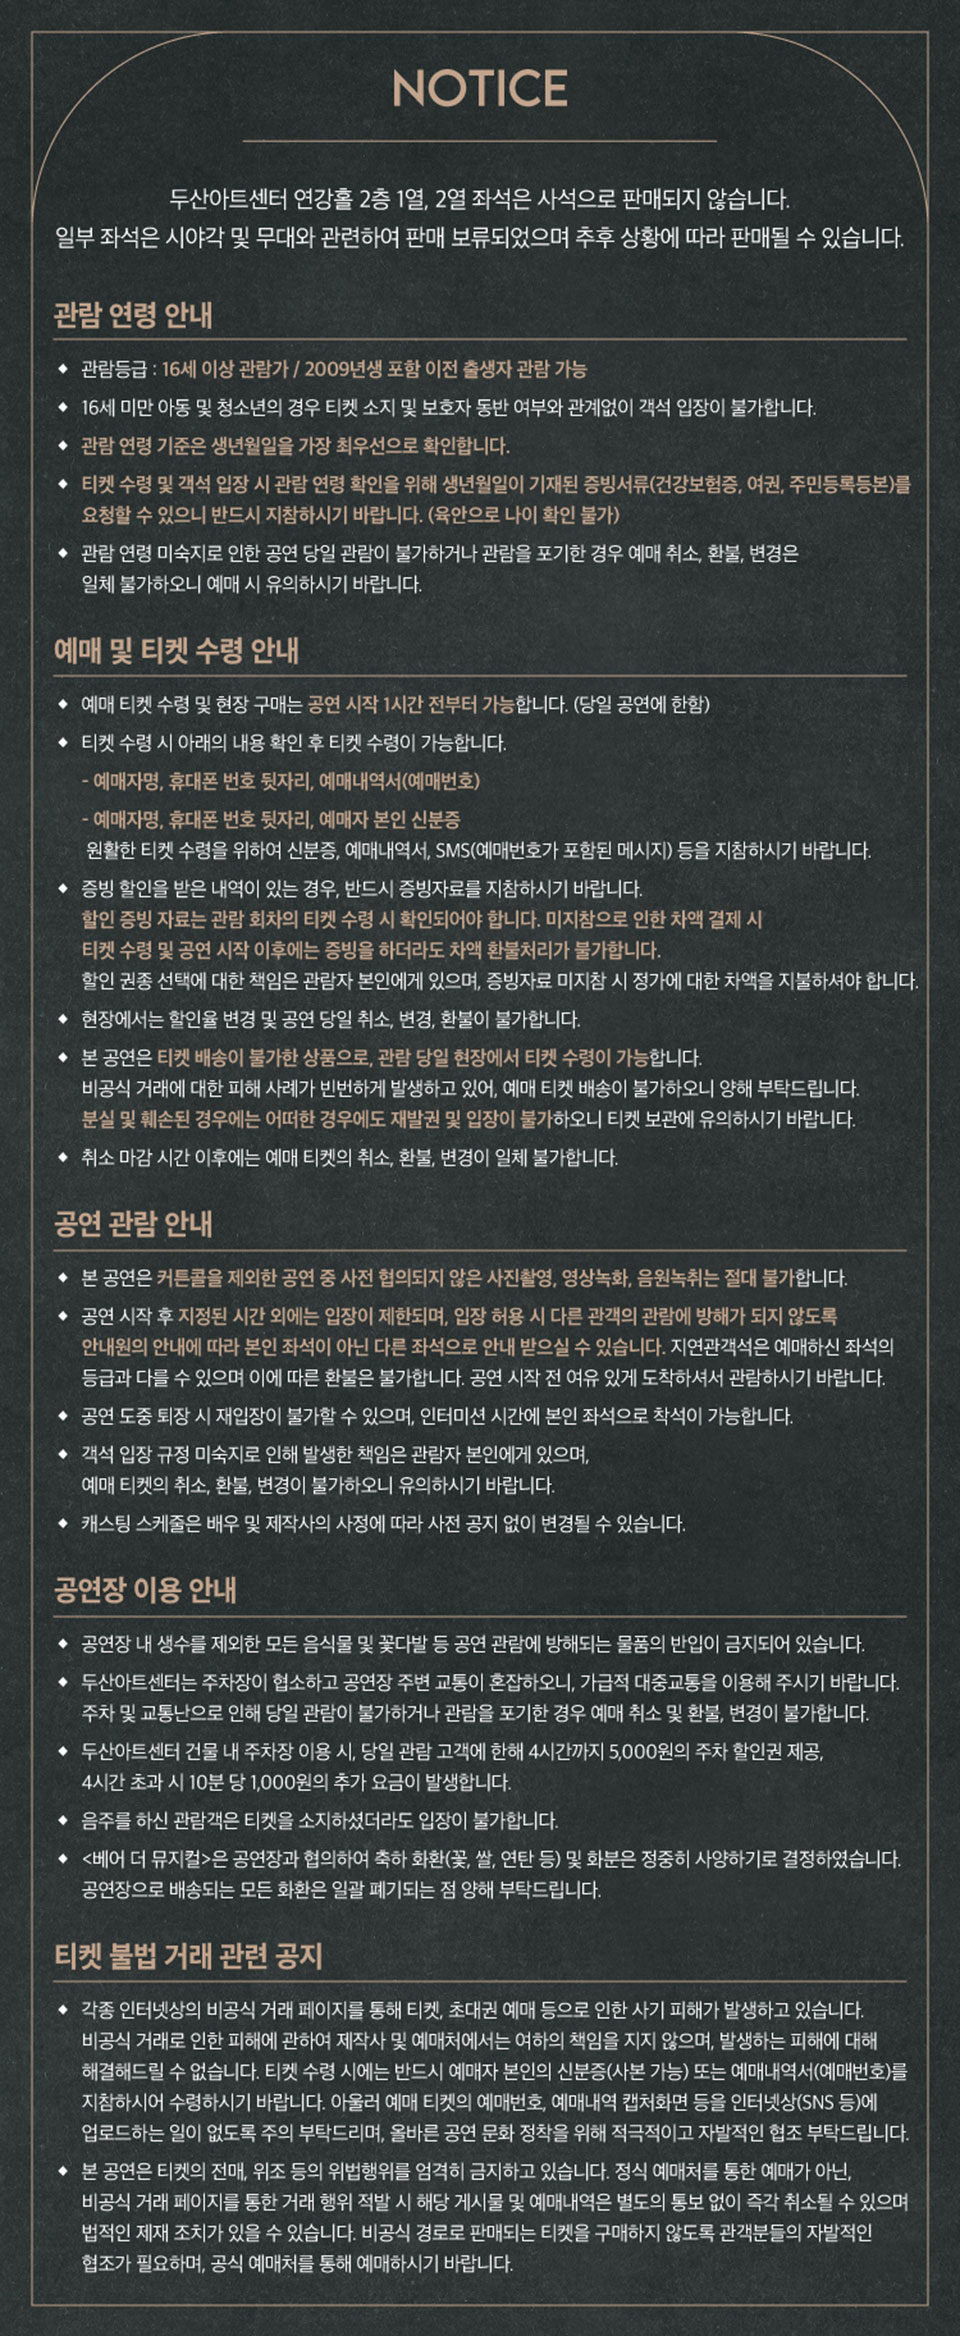 NOTICE
두산아트센터 연강홀 2층 1열, 2열 좌석은 사석으로 판매되지 않습니다.
일부 좌석은 시야각 및 무대와 관련하여 판매 보류되었으며 추후 상황에 따라 판매될 수 있습니다.
관람 연령 안내
◆ 관람등급 : 16세 이상 관람가 / 2009년생 포함 이전 출생자 관람 가능
◆ 16세 미만 아동 및 청소년의 경우 티켓 소지 및 보호자 동반 여부와 관계없이 객석 입장이 불가합니다.
◆ 관람 연령 기준은 생년월일을 가장 최우선으로 확인합니다.
◆ 티켓 수령 및 객석 입장 시 관람 연령 확인을 위해 생년월일이 기재된 증빙서류(건강보험증, 여권, 주민등록등본)를
요청할 수 있으니 반드시 지참하시기 바랍니다. (육안으로 나이 확인 불가)
◆ 관람 연령 미숙지로 인한 공연 당일 관람이 불가하거나 관람을 포기한 경우 예매 취소, 환불, 변경은
일체 불가하오니 예매 시 유의하시기 바랍니다.
예매 및 티켓 수령 안내
◆ 예매 티켓 수령 및 현장 구매는 공연 시작 1시간 전부터 가능합니다. (당일 공연에 한함)
◆ 티켓 수령 시 아래의 내용 확인 후 티켓 수령이 가능합니다.
- 예매자명, 휴대폰 번호 뒷자리, 예매내역서(예매번호)
- 예매자명, 휴대폰 번호 뒷자리, 예매자 본인 신분증
원활한 티켓 수령을 위하여 신분증, 예매내역서, SMS(예매번호가 포함된 메시지) 등을 지참하시기 바랍니다.
◆ 증빙 할인을 받은 내역이 있는 경우, 반드시 증빙자료를 지참하시기 바랍니다.
할인 증빙 자료는 관람 회차의 티켓 수령 시 확인되어야 합니다. 미지참으로 인한 차액 결제 시
티켓 수령 및 공연 시작 이후에는 증빙을 하더라도 차액 환불처리가 불가합니다.
할인 권종 선택에 대한 책임은 관람자 본인에게 있으며, 증빙자료 미지참 시 정가에 대한 차액을 지불하셔야 합니다.
◆ 현장에서는 할인율 변경 및 공연 당일 취소, 변경, 환불이 불가합니다.
◆ 본 공연은 티켓 배송이 불가한 상품으로, 관람 당일 현장에서 티켓 수령이 가능합니다.
비공식 거래에 대한 피해 사례가 빈번하게 발생하고 있어, 예매 티켓 배송이 불가하오니 양해 부탁드립니다.
분실 및 훼손된 경우에는 어떠한 경우에도 재발권 및 입장이 불가하오니 티켓 보관에 유의하시기 바랍니다.
◆ 취소 마감 시간 이후에는 예매 티켓의 취소, 환불, 변경이 일체 불가합니다.
공연 관람 안내
◆ 본 공연은 커튼콜을 제외한 공연 중 사전 협의되지 않은 사진촬영, 영상녹화, 음원녹취는 절대 불가합니다.
◆ 공연 시작 후 지정된 시간 외에는 입장이 제한되며, 입장 허용 시 다른 관객의 관람에 방해가 되지 않도록
안내원의 안내에 따라 본인 좌석이 아닌 다른 좌석으로 안내 받으실 수 있습니다. 지연관객석은 예매하신 좌석의
등급과 다를 수 있으며 이에 따른 환불은 불가합니다. 공연 시작 전 여유 있게 도착하셔서 관람하시기 바랍니다.
◆ 공연 도중 퇴장 시 재입장이 불가할 수 있으며, 인터미션 시간에 본인 좌석으로 착석이 가능합니다.
◆ 객석 입장 규정 미숙지로 인해 발생한 책임은 관람자 본인에게 있으며,
예매 티켓의 취소, 환불, 변경이 불가하오니 유의하시기 바랍니다.
◆ 캐스팅 스케줄은 배우 및 제작사의 사정에 따라 사전 공지 없이 변경될 수 있습니다.
공연장 이용 안내
◆ 공연장 내 생수를 제외한 모든 음식물 및 꽃다발 등 공연 관람에 방해되는 물품의 반입이 금지되어 있습니다.
◆ 두산아트센터는 주차장이 협소하고 공연장 주변 교통이 혼잡하오니, 가급적 대중교통을 이용해 주시기 바랍니다.
주차 및 교통난으로 인해 당일 관람이 불가하거나 관람을 포기한 경우 예매 취소 및 환불, 변경이 불가합니다.
◆ 두산아트센터 건물 내 주차장 이용 시, 당일 관람 고객에 한해 4시간까지 5,000원의 주차 할인권 제공,
4시간 초과 시 10분 당 1,000원의 추가 요금이 발생합니다.
◆ 음주를 하신 관람객은 티켓을 소지하셨더라도 입장이 불가합니다.
◆ <베어 더 뮤지컬>은 공연장과 협의하여 축하 화환(꽃, 쌀, 연탄 등) 및 화분은 정중히 사양하기로 결정하였습니다.
공연장으로 배송되는 모든 화환은 일괄 폐기되는 점 양해 부탁드립니다.
티켓 불법 거래 관련 공지
◆ 각종 인터넷상의 비공식 거래 페이지를 통해 티켓, 초대권 예매 등으로 인한 사기 피해가 발생하고 있습니다.
비공식 거래로 인한 피해에 관하여 제작사 및 예매처에서는 여하의 책임을 지지 않으며, 발생하는 피해에 대해
해결해드릴 수 없습니다. 티켓 수령 시에는 반드시 예매자 본인의 신분증(사본 가능) 또는 예매내역서(예매번호)를
지참하시어 수령하시기 바랍니다. 아울러 예매 티켓의 예매번호, 예매내역 캡처화면 등을 인터넷상(SNS 등)에
업로드하는 일이 없도록 주의 부탁드리며, 올바른 공연 문화 정착을 위해 적극적이고 자발적인 협조 부탁드립니다.
◆ 본 공연은 티켓의 전매, 위조 등의 위법행위를 엄격히 금지하고 있습니다. 정식 예매처를 통한 예매가 아닌,
비공식 거래 페이지를 통한 거래 행위 적발 시 해당 게시물 및 예매내역은 별도의 통보 없이 즉각 취소될 수 있으며
법적인 제재 조치가 있을 수 있습니다. 비공식 경로로 판매되는 티켓을 구매하지 않도록 관객분들의 자발적인
협조가 필요하며, 공식 예매처를 통해 예매하시기 바랍니다.